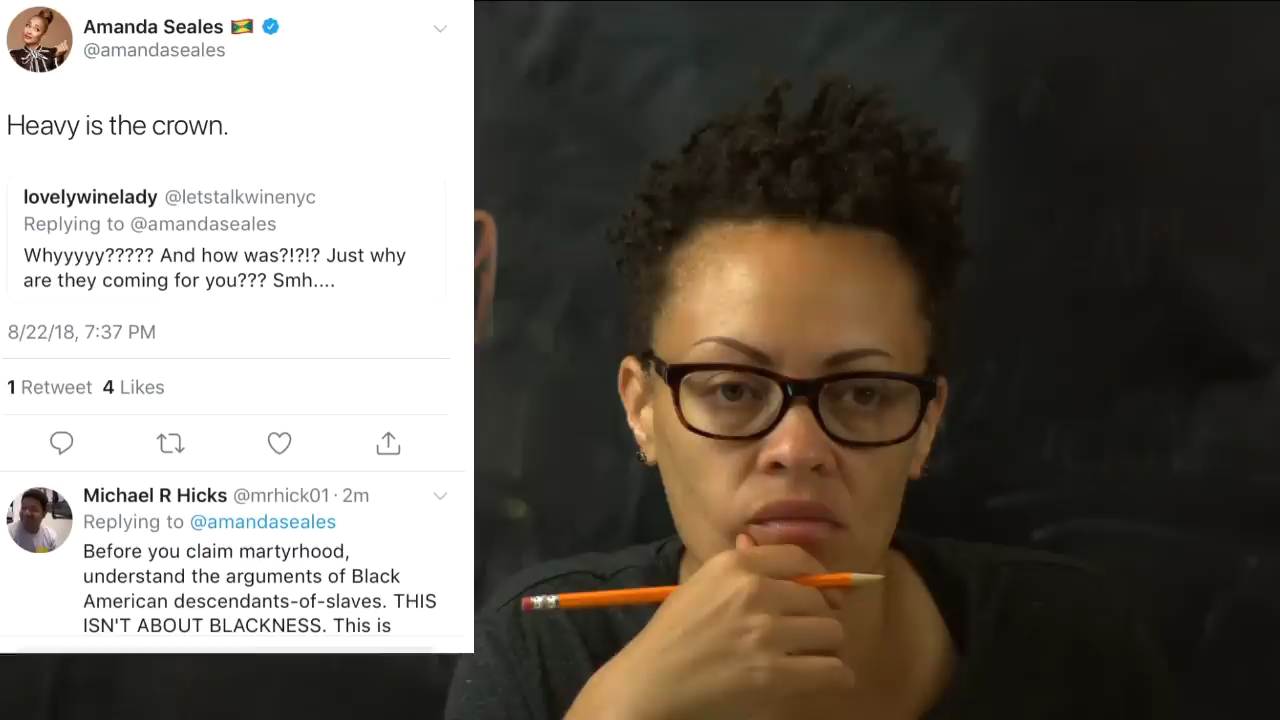 Amanda Seales 🇬🇩
@amandaseales
Heavy is the crown.
lovelywinelady @letstalkwinenyc
Replying to @amandaseales
Whyyyyy????? And how was?!?!? Just why
are they coming for you??? Smh....
8/22/18, 7:37 PM
1 Retweet 4 Likes
Michael R Hicks @mrhick01 · 2m
Replying to @amandaseales
Before you claim martyrhood,
understand the arguments of Black
American descendants-of-slaves. THIS
ISN'T ABOUT BLACKNESS. This is